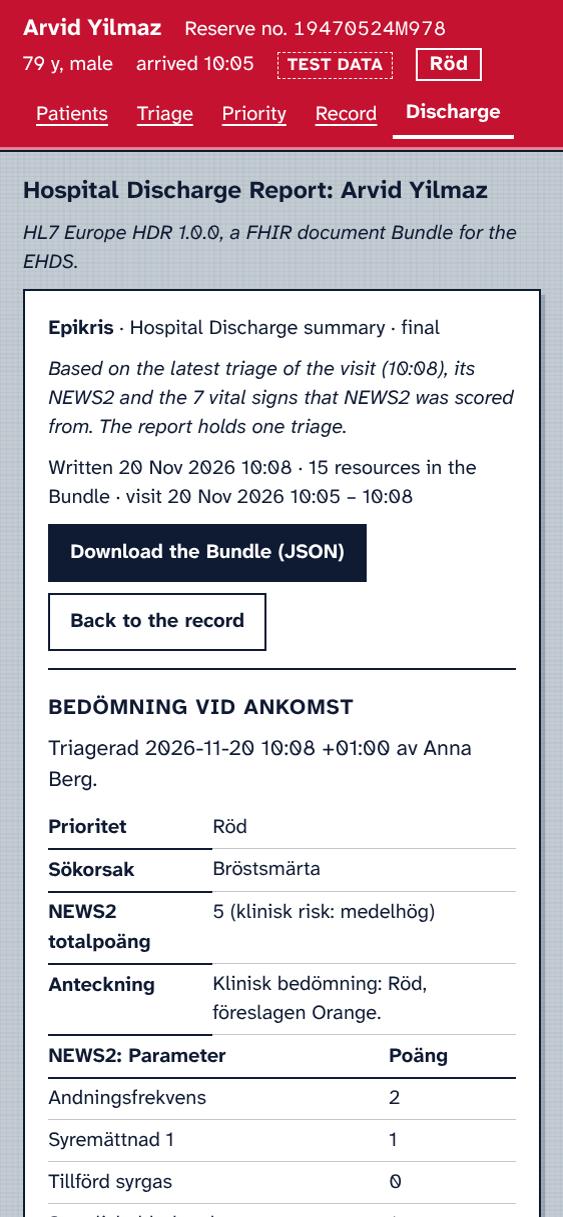 Arvid Yilmaz Reserve no. 19470524M978
79 y, male arrived 10:05 TEST DATA Röd
Patients Triage Priority Record Discharge
Hospital Discharge Report: Arvid Yilmaz
HL7 Europe HDR 1.0.0, a FHIR document Bundle for the
EHDS.
Epikris · Hospital Discharge summary · final
Based on the latest triage of the visit (10:08), its
NEWS2 and the 7 vital signs that NEWS2 was scored
from. The report holds one triage.
Written 20 Nov 2026 10:08 · 15 resources in the
Bundle · visit 20 Nov 2026 10:05 – 10:08
Download the Bundle (JSON)
Back to the record
BEDÖMNING VID ANKOMST
Triagerad 2026-11-20 10:08 +01:00 av Anna
Berg.
Prioritet Röd
Sökorsak Bröstsmärta
NEWS2 5 (klinisk risk: medelhög)
totalpoäng
Anteckning Klinisk bedömning: Röd,
föreslagen Orange.
NEWS2: Parameter Poäng
Andningsfrekvens 2
Syremättnad 1 1
Tillförd syrgas 0